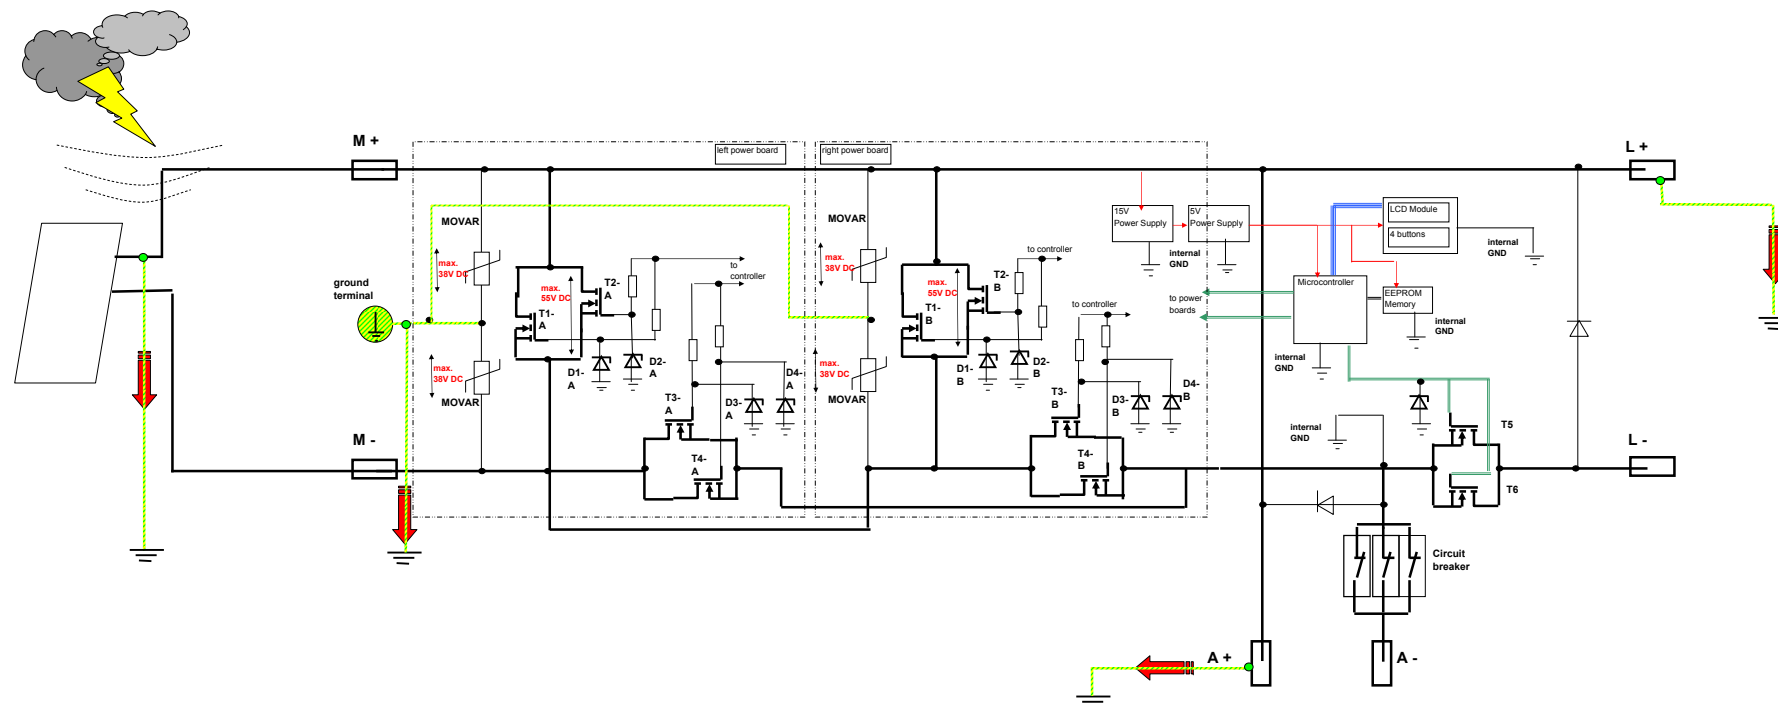 M +
left power board
right power board
L +
MOVAR
MOVAR
15V
Power Supply
5V
Power Supply
LCD Module
4 buttons
internal
GND
internal
GND
max.
38V DC
max.
38V DC
to
controller
to controller
ground
terminal
max.
55V DC
T2-
A
T1-
A
max.
55V DC
T2-
B
T1-
B
to power
boards
Microcontroller
EEPROM
Memory
internal
GND
to controller
max.
38V DC
MOVAR
D1-
A
D2-
A
D4-
A
max.
38V DC
MOVAR
D1-
B
D2-
B
D4-
B
internal
GND
T3-
A
D3-
A
T3-
B
D3-
B
internal
GND
T5
M -
T4-
A
T4-
B
L -
T6
Circuit
breaker
A +
A -